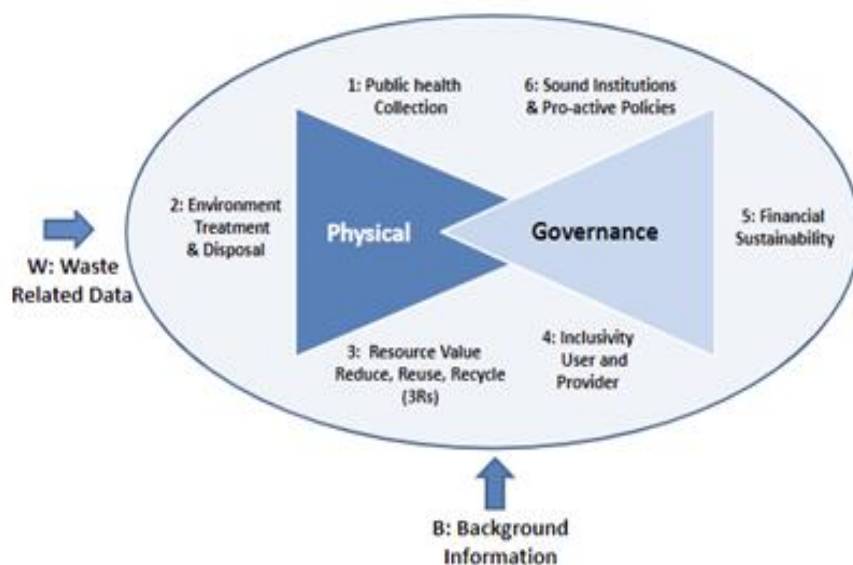 1: Public health
Collection
6: Sound Institutions
& Pro-active Policies
2: Environment
Treatment
& Disposal
Physical
Governance
5: Financial
Sustainability
W: Waste
Related Data
3: Resource Value
Reduce, Reuse, Recycle
(3Rs)
4: Inclusivity
User and
Provider
B: Background
Information